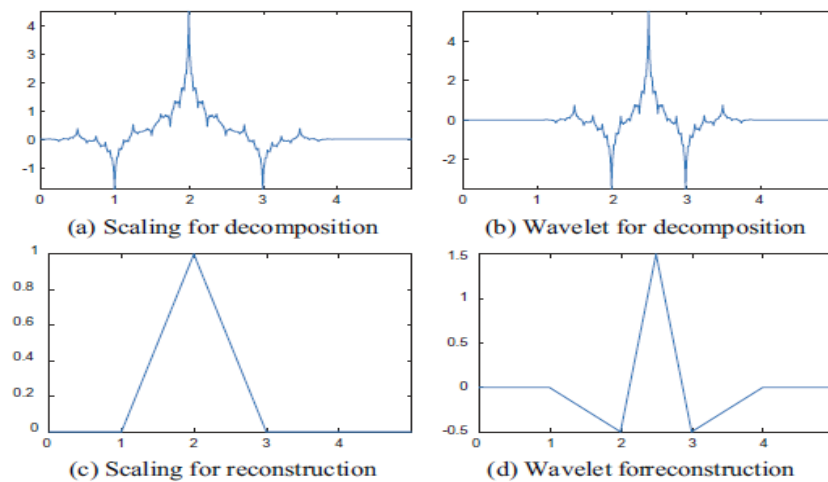 4
3
2
1
0
-1
0 1 2 3 4
(a) Scaling for decomposition
4
2
0
-2
0 1 2 3 4
(b) Wavelet for decomposition
1
0.8
0.6
0.4
0.2
0
0 1 2 3 4
(c) Scaling for reconstruction
1.5
1
0.5
0
-0.5
0 1 2 3 4
(d) Wavelet forreconstruction